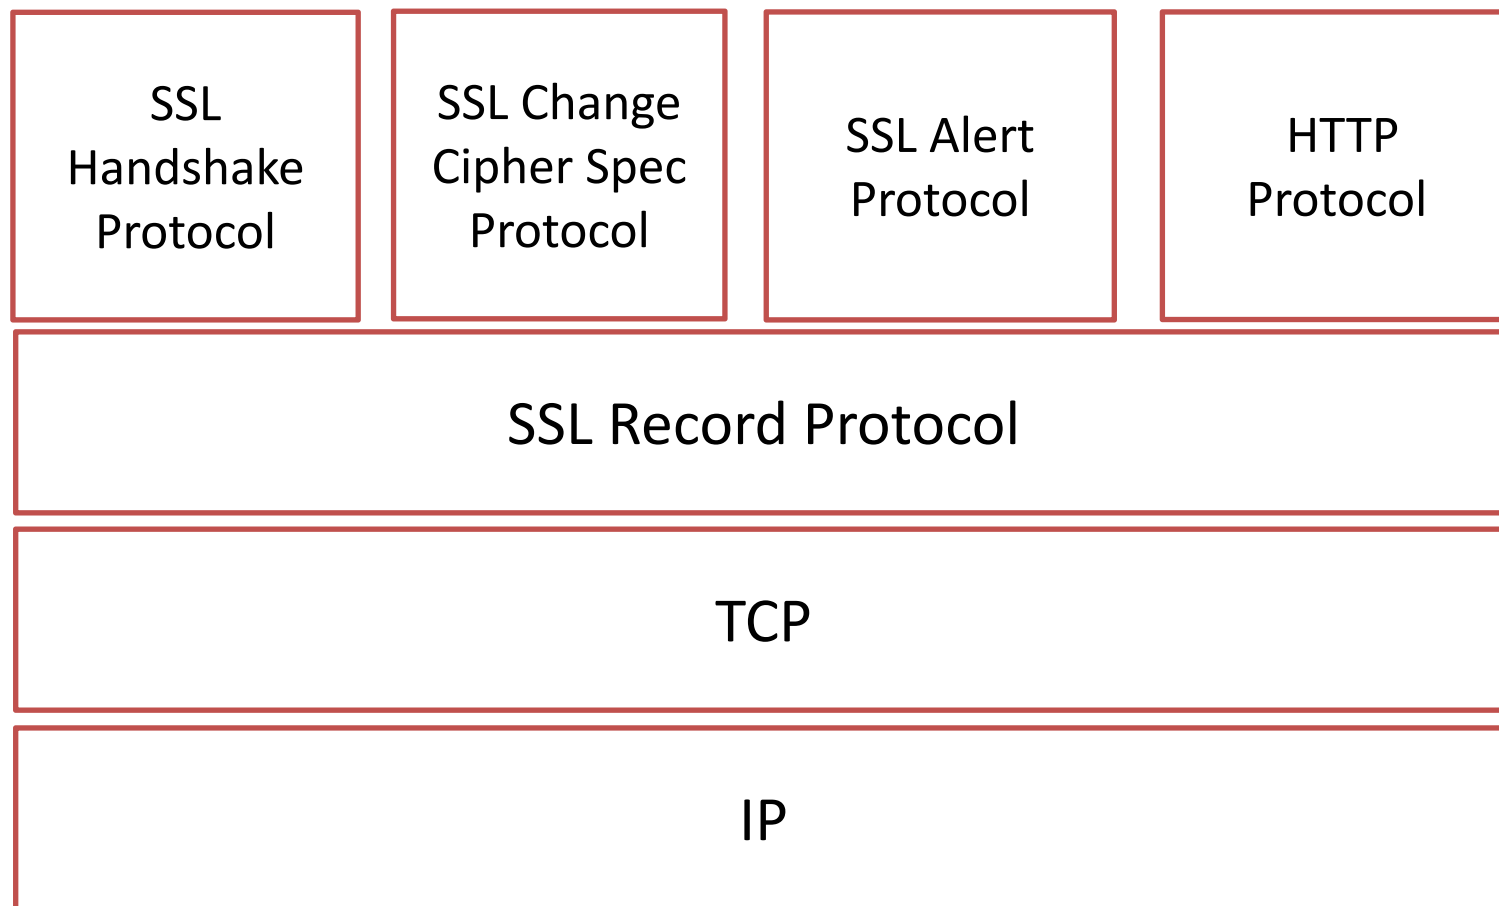 SSL
Handshake
Protocol
SSL Change
Cipher Spec
Protocol
SSL Alert
Protocol
HTTP
Protocol
SSL Record Protocol
TCP
IP